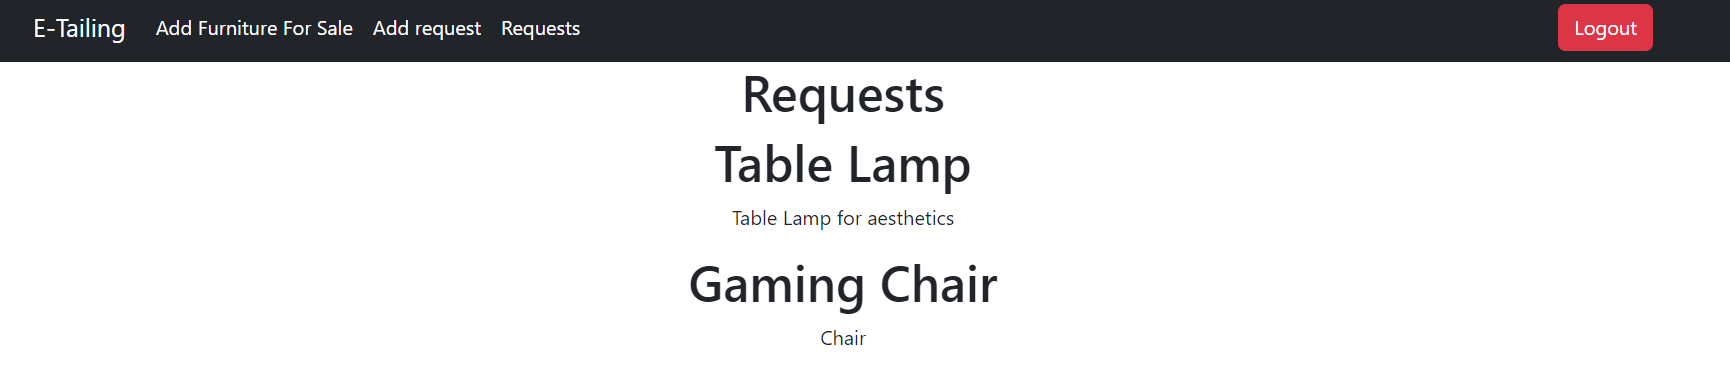 E-Tailing Add Furniture For Sale Add request Requests Logout
Requests
Table Lamp
Table Lamp for aesthetics
Gaming Chair
Chair